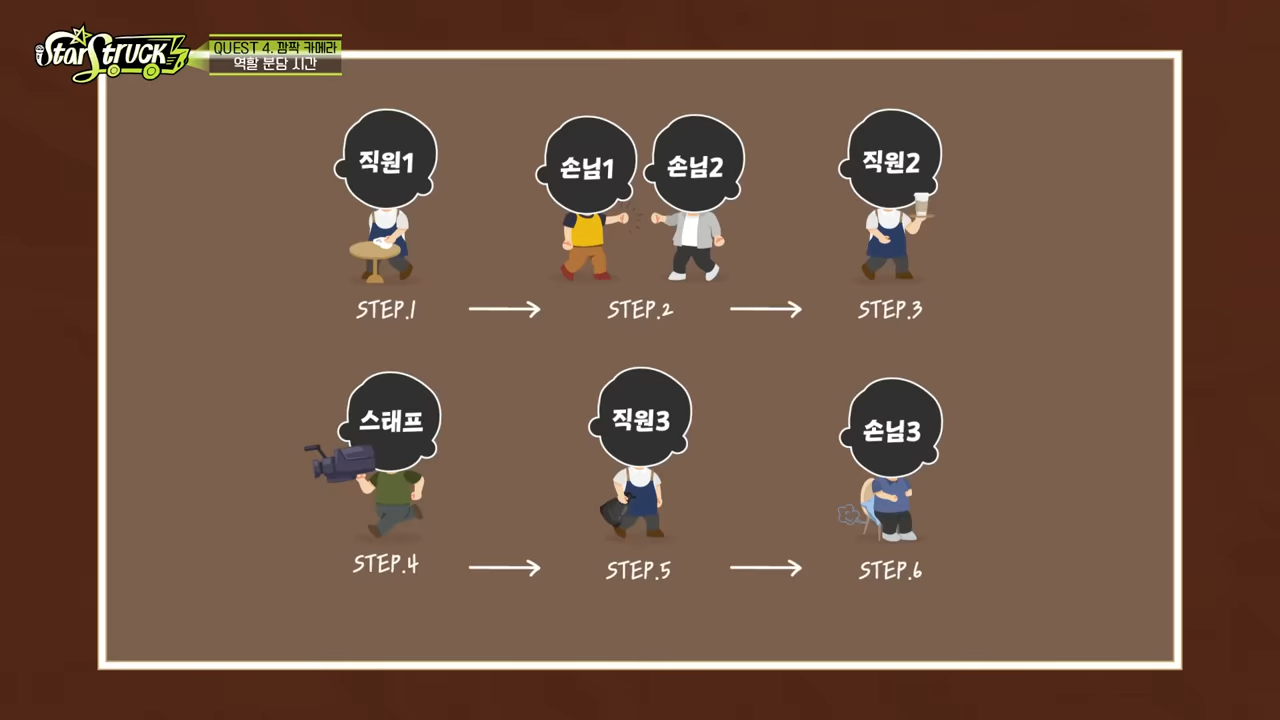 STARSTRUCK
QUEST 4. 깜짝 카메라
역할 분담 시간
직원1
손님1
손님2
직원2
STEP.1
STEP.2
STEP.3
스태프
직원3
손님3
STEP.4
STEP.5
STEP.6